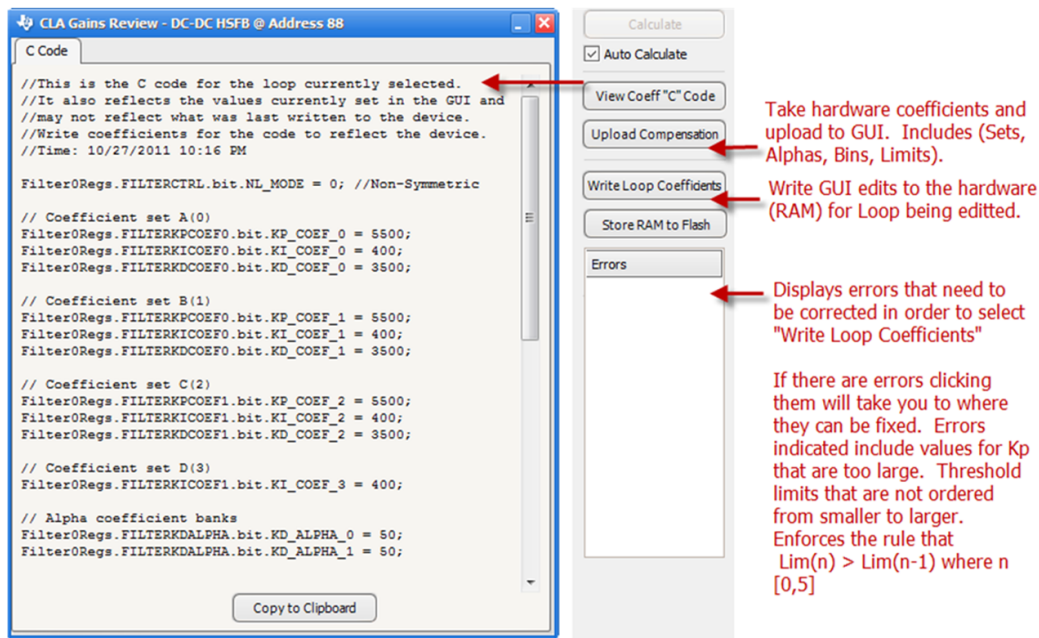 CLA Gains Review - DC-DC HSFB @ Address 88
C Code
//This is the C code for the loop currently selected.
//It also reflects the values currently set in the GUI and
//may not reflect what was last written to the device.
//Write coefficients for the code to reflect the device.
//Time: 10/27/2011 10:16 PM
Filter0Regs.FILTERCTRL.bit.NL_MODE = 0; //Non-Symmetric
// Coefficient set A(0)
Filter0Regs.FILTERKPCOEF0.bit.KP_COEF_0 = 5500;
Filter0Regs.FILTERKICOEF0.bit.KI_COEF_0 = 400;
Filter0Regs.FILTERKDCOEF0.bit.KD_COEF_0 = 3500;
// Coefficient set B(1)
Filter0Regs.FILTERKPCOEF0.bit.KP_COEF_1 = 5500;
Filter0Regs.FILTERKICOEF0.bit.KI_COEF_1 = 400;
Filter0Regs.FILTERKDCOEF0.bit.KD_COEF_1 = 3500;
// Coefficient set C(2)
Filter0Regs.FILTERKPCOEF1.bit.KP_COEF_2 = 5500;
Filter0Regs.FILTERKICOEF1.bit.KI_COEF_2 = 400;
Filter0Regs.FILTERKDCOEF1.bit.KD_COEF_2 = 3500;
// Coefficient set D(3)
Filter0Regs.FILTERKICOEF1.bit.KI_COEF_3 = 400;
// Alpha coefficient banks
Filter0Regs.FILTERKDALPHA.bit.KD_ALPHA_0 = 50;
Filter0Regs.FILTERKDALPHA.bit.KD_ALPHA_1 = 50;
Copy to Clipboard
Calculate
Auto Calculate
View Coeff "C" Code
Upload Compensation
Write Loop Coefficients
Store RAM to Flash
Errors
Take hardware coefficients and
upload to GUI. Includes (Sets,
Alphas, Bins, Limits).
Write GUI edits to the hardware
(RAM) for Loop being editted.
Displays errors that need to
be corrected in order to select
"Write Loop Coefficients"
If there are errors clicking
them will take you to where
they can be fixed. Errors
indicated include values for Kp
that are too large. Threshold
limits that are not ordered
from smaller to larger.
Enforces the rule that
Lim(n) > Lim(n-1) where n
[0,5]